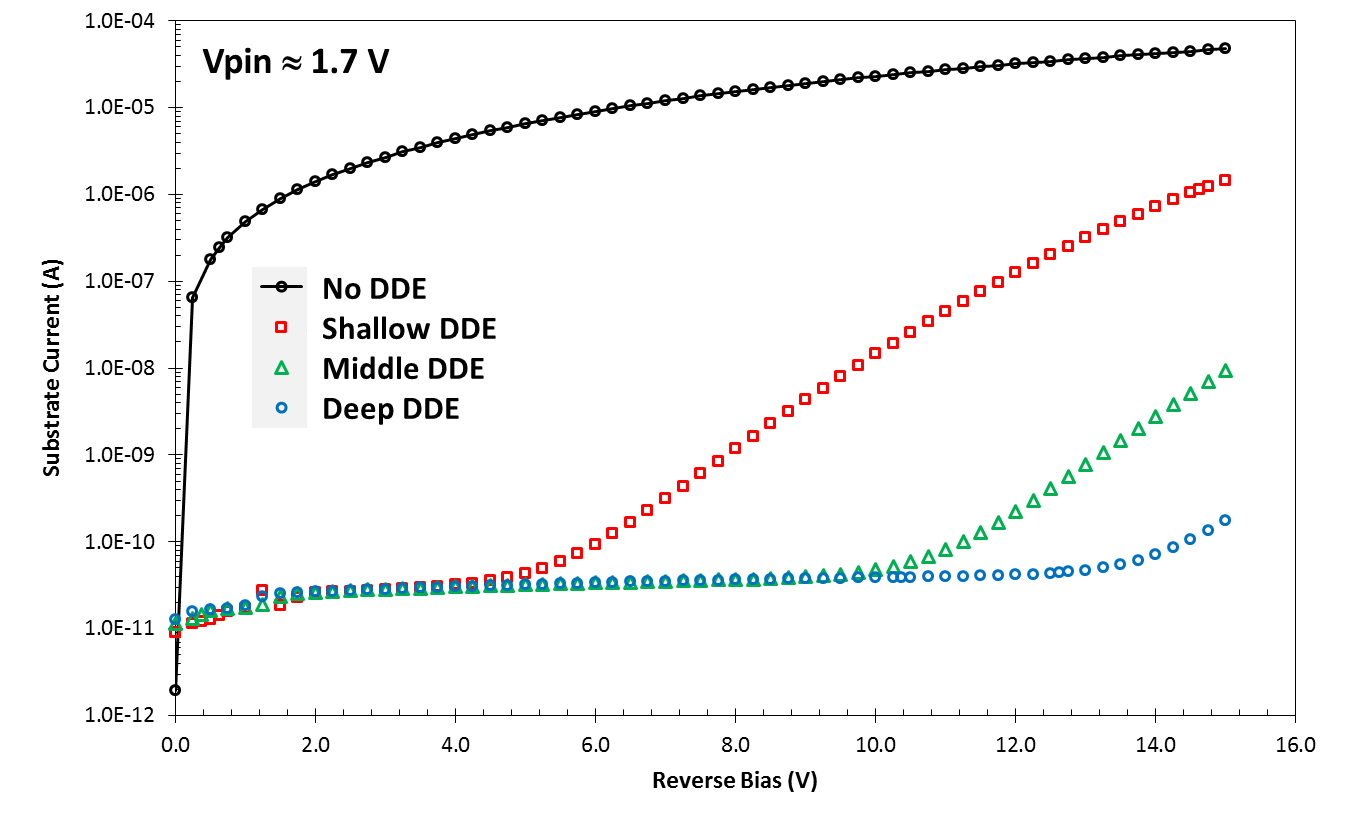 1.0E-04
1.0E-05
1.0E-06
1.0E-07
1.0E-08
1.0E-09
1.0E-10
1.0E-11
1.0E-12
Substrate Current (A)
Vpin ≈ 1.7 V
No DDE
Shallow DDE
Middle DDE
Deep DDE
0.0 2.0 4.0 6.0 8.0 10.0 12.0 14.0 16.0
Reverse Bias (V)